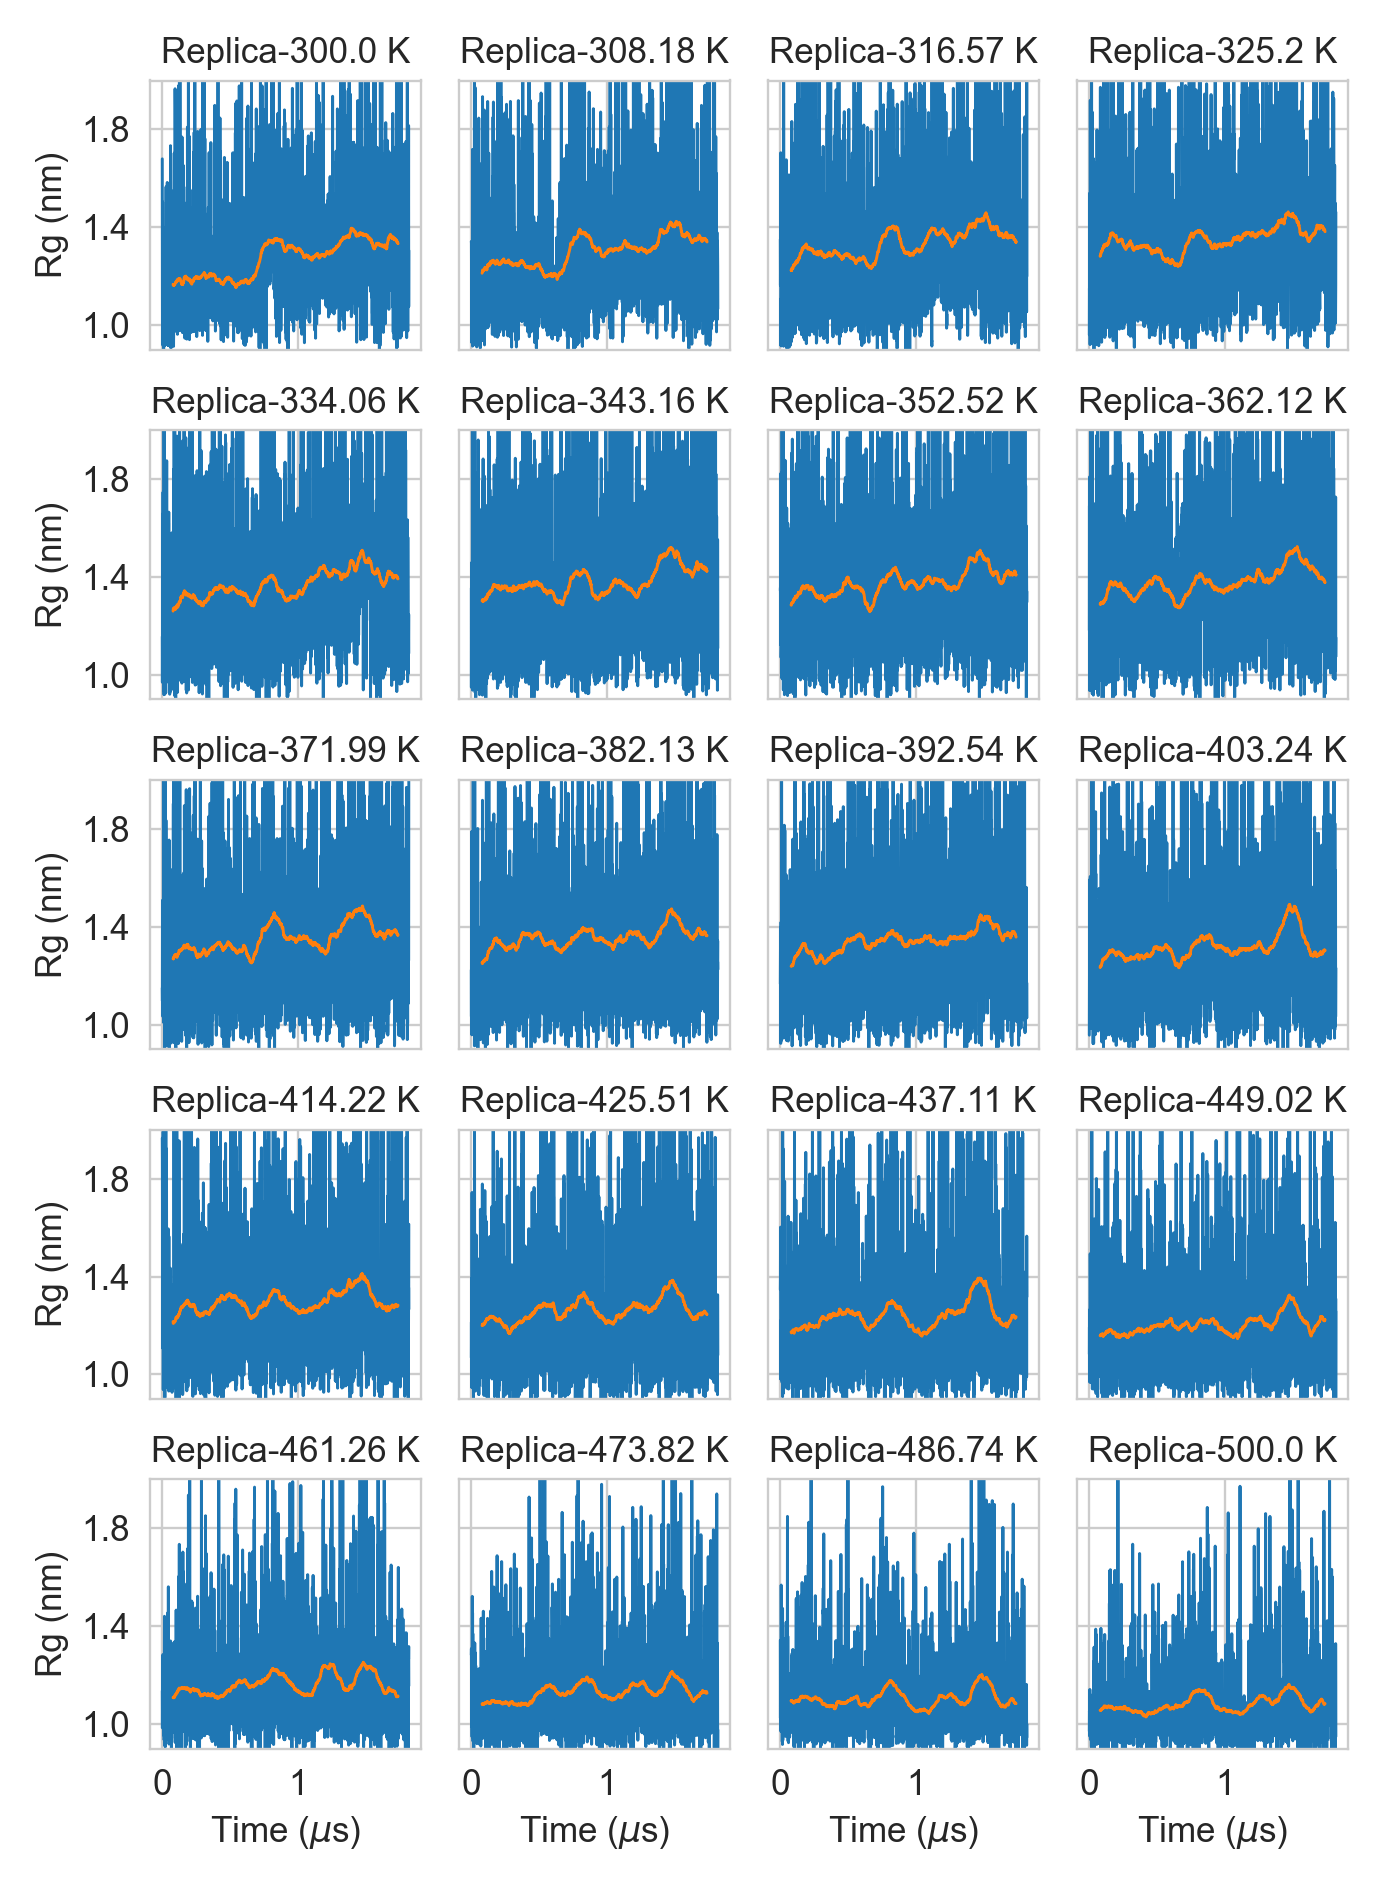 Replica-300.0 K Replica-308.18 K Replica-316.57 K Replica-325.2 K
1.8
1.4
1.0
Rg (nm)
Replica-334.06 K Replica-343.16 K Replica-352.52 K Replica-362.12 K
1.8
1.4
1.0
Rg (nm)
Replica-371.99 K Replica-382.13 K Replica-392.54 K Replica-403.24 K
1.8
1.4
1.0
Rg (nm)
Replica-414.22 K Replica-425.51 K Replica-437.11 K Replica-449.02 K
1.8
1.4
1.0
Rg (nm)
Replica-461.26 K Replica-473.82 K Replica-486.74 K Replica-500.0 K
1.8
1.4
1.0
Rg (nm)
0 1 0 1 0 1 0 1
Time (μs) Time (μs) Time (μs) Time (μs)